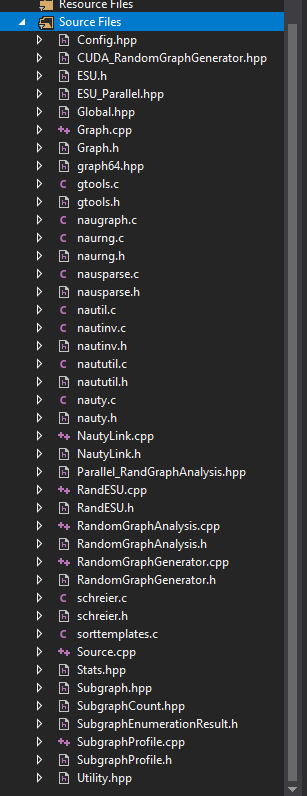 Resource Files
Source Files
Config.hpp
CUDA_RandomGraphGenerator.hpp
ESU.h
ESU_Parallel.hpp
Global.hpp
Graph.cpp
Graph.h
graph64.hpp
gtools.c
gtools.h
naugraph.c
naurng.c
naurng.h
nausparse.c
nausparse.h
nautil.c
nautinv.c
nautinv.h
naututil.c
naututil.h
nauty.c
nauty.h
NautyLink.cpp
NautyLink.h
Parallel_RandGraphAnalysis.hpp
RandESU.cpp
RandESU.h
RandomGraphAnalysis.cpp
RandomGraphAnalysis.h
RandomGraphGenerator.cpp
RandomGraphGenerator.h
schreier.c
schreier.h
sorttemplates.c
Source.cpp
Stats.hpp
Subgraph.hpp
SubgraphCount.hpp
SubgraphEnumerationResult.h
SubgraphProfile.cpp
SubgraphProfile.h
Utility.hpp